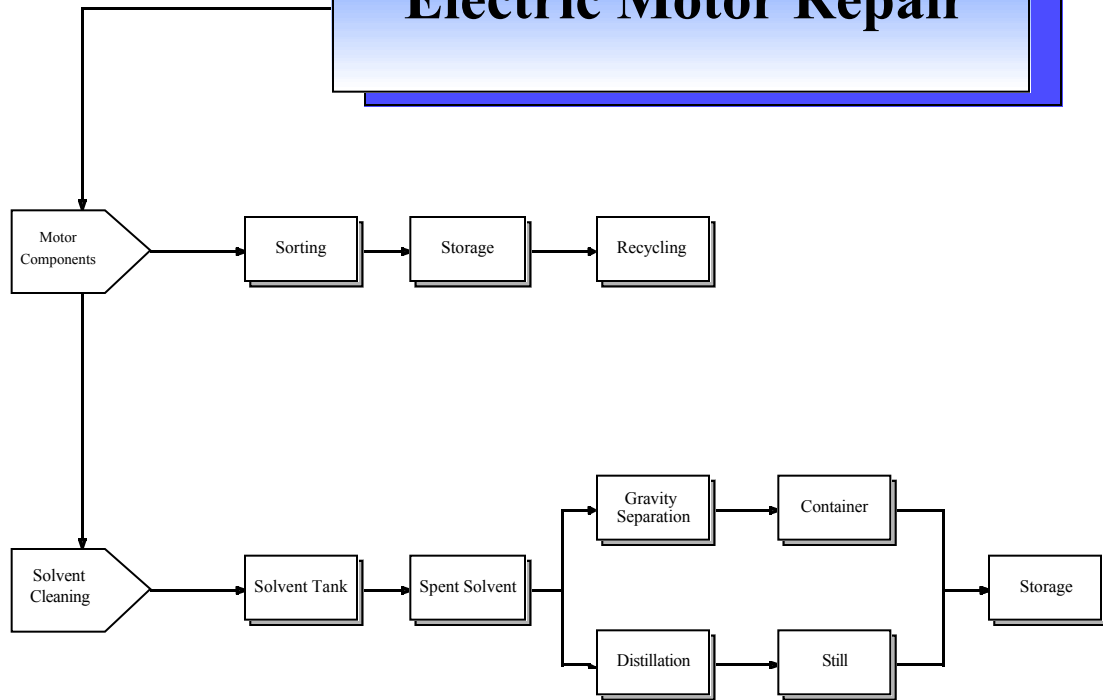 Electric Motor Repair
Motor
Components
Sorting
Storage
Recycling
Gravity
Separation
Container
Solvent
Cleaning
Solvent Tank
Spent Solvent
Storage
Distillation
Still